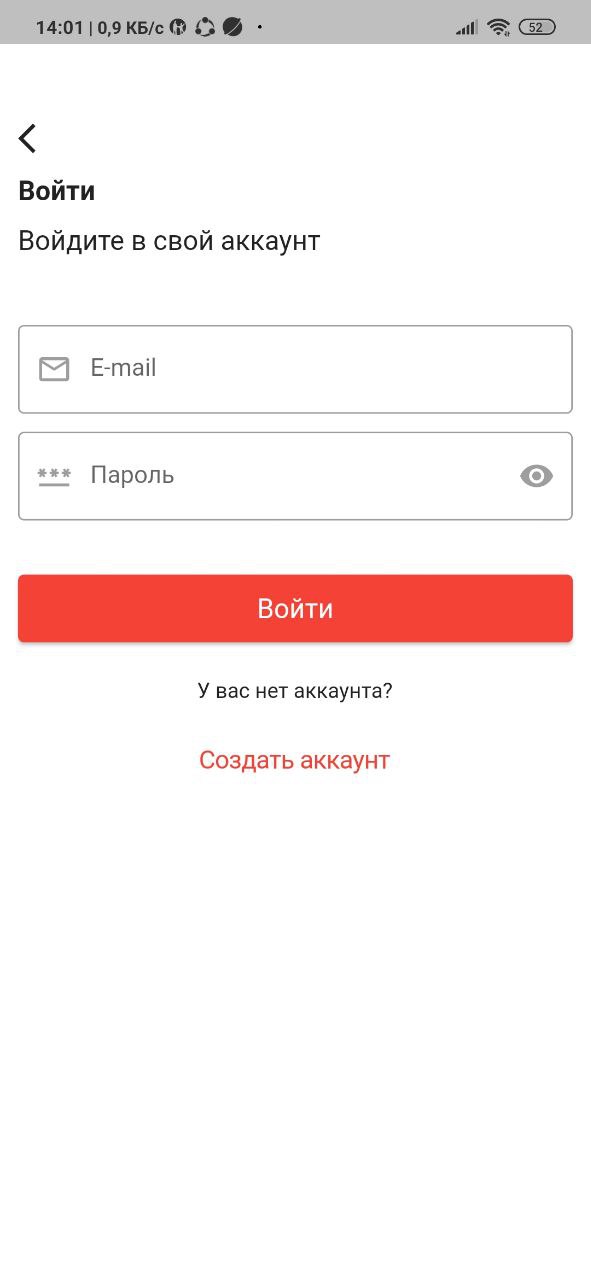 14:01 | 0,9 КБ/с 52
Войти
Войдите в свой аккаунт
E-mail
*** Пароль
Войти
У вас нет аккаунта?
Создать аккаунт